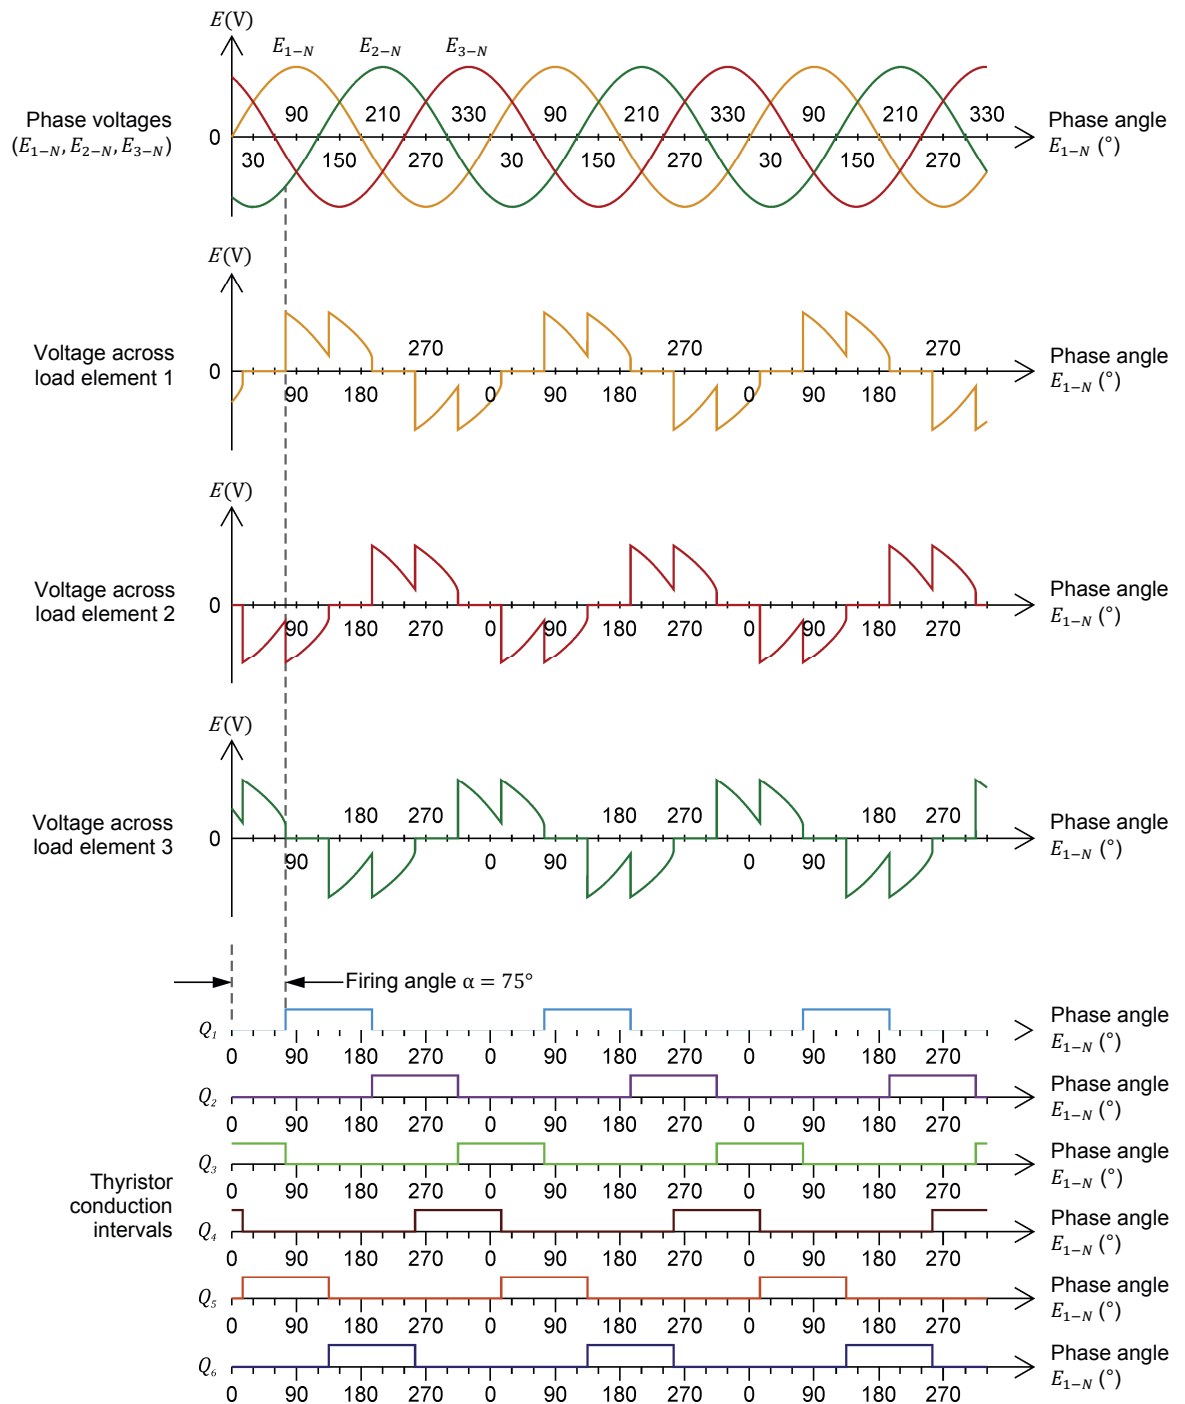 E(V)
E₁₋N E₂₋N E₃₋N
90 210 330 90 210 330 90 210 330
Phase voltages
(E₁₋N, E₂₋N, E₃₋N)
0
Phase angle
E₁₋N (°)
30 150 270 30 150 270 30 150 270
E(V)
Voltage across
load element 1
0
270 270 270
Phase angle
E₁₋N (°)
90 180 0 90 180 0 90 180
E(V)
Voltage across
load element 2
0
Phase angle
E₁₋N (°)
90 180 270 0 90 180 270 0 90 180 270
E(V)
Voltage across
load element 3
0
180 270 180 270 180 270
Phase angle
E₁₋N (°)
90 0 90 0 90
Firing angle α = 75°
Q₁
Phase angle
E₁₋N (°)
0 90 180 270 0 90 180 270 0 90 180 270
Q₂
Phase angle
E₁₋N (°)
0 90 180 270 0 90 180 270 0 90 180 270
Q₃
Phase angle
E₁₋N (°)
0 90 180 270 0 90 180 270 0 90 180 270
Thyristor
conduction
intervals
Q₄
Phase angle
E₁₋N (°)
0 90 180 270 0 90 180 270 0 90 180 270
Q₅
Phase angle
E₁₋N (°)
0 90 180 270 0 90 180 270 0 90 180 270
Q₆
Phase angle
E₁₋N (°)
0 90 180 270 0 90 180 270 0 90 180 270